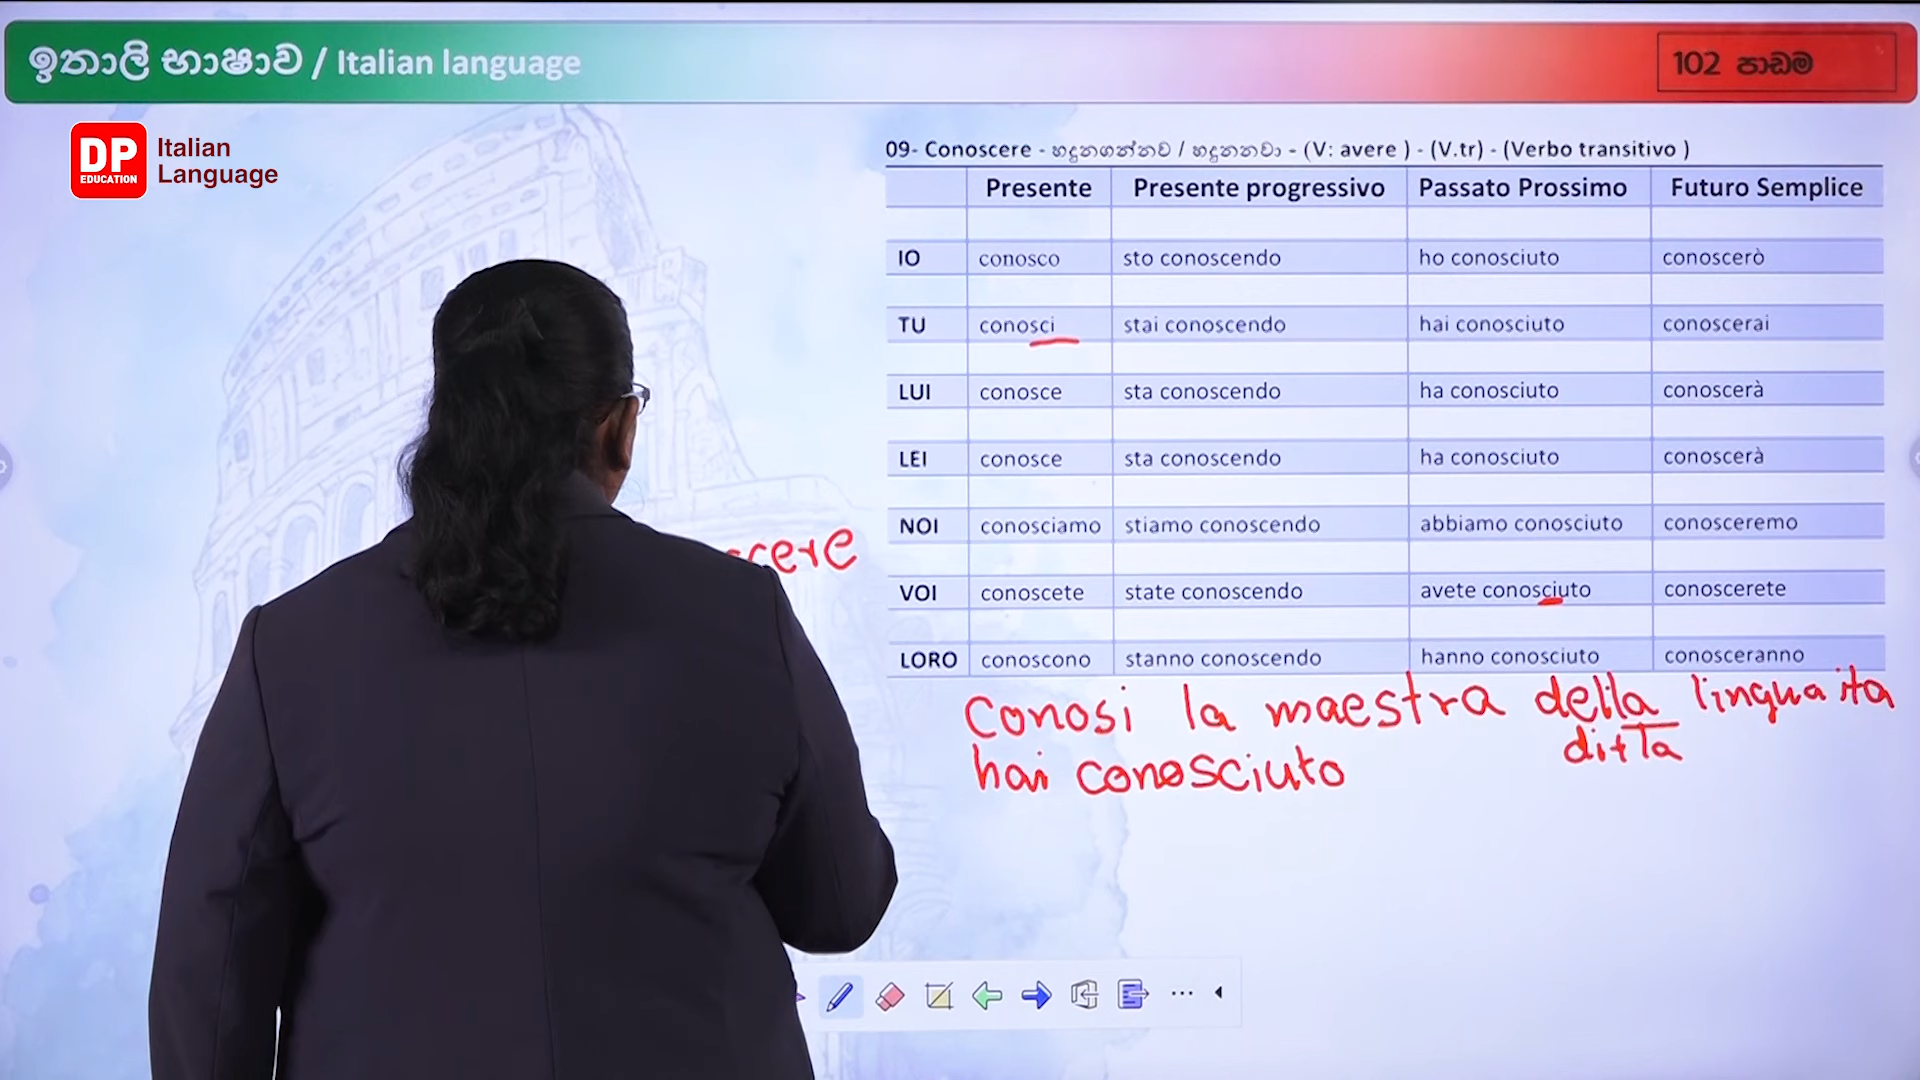 ඉතාලි භාෂාව / Italian language
102 පාඩම
DP
EDUCATION
Italian
Language
09- Conoscere - හඳුනගන්නව / හඳුනනවා - (V: avere ) - (V.tr) - (Verbo transitivo )
Presente Presente progressivo Passato Prossimo Futuro Semplice
IO conosco sto conoscendo ho conosciuto conoscerò
TU conosci stai conoscendo hai conosciuto conoscerai
LUI conosce sta conoscendo ha conosciuto conoscerà
LEI conosce sta conoscendo ha conosciuto conoscerà
NOI conosciamo stiamo conoscendo abbiamo conosciuto conosceremo
VOI conoscete state conoscendo avete conosciuto conoscerete
LORO conoscono stanno conoscendo hanno conosciuto conosceranno
cere
Conosi la maestra della lingua ita
di+la
hai conosciuto